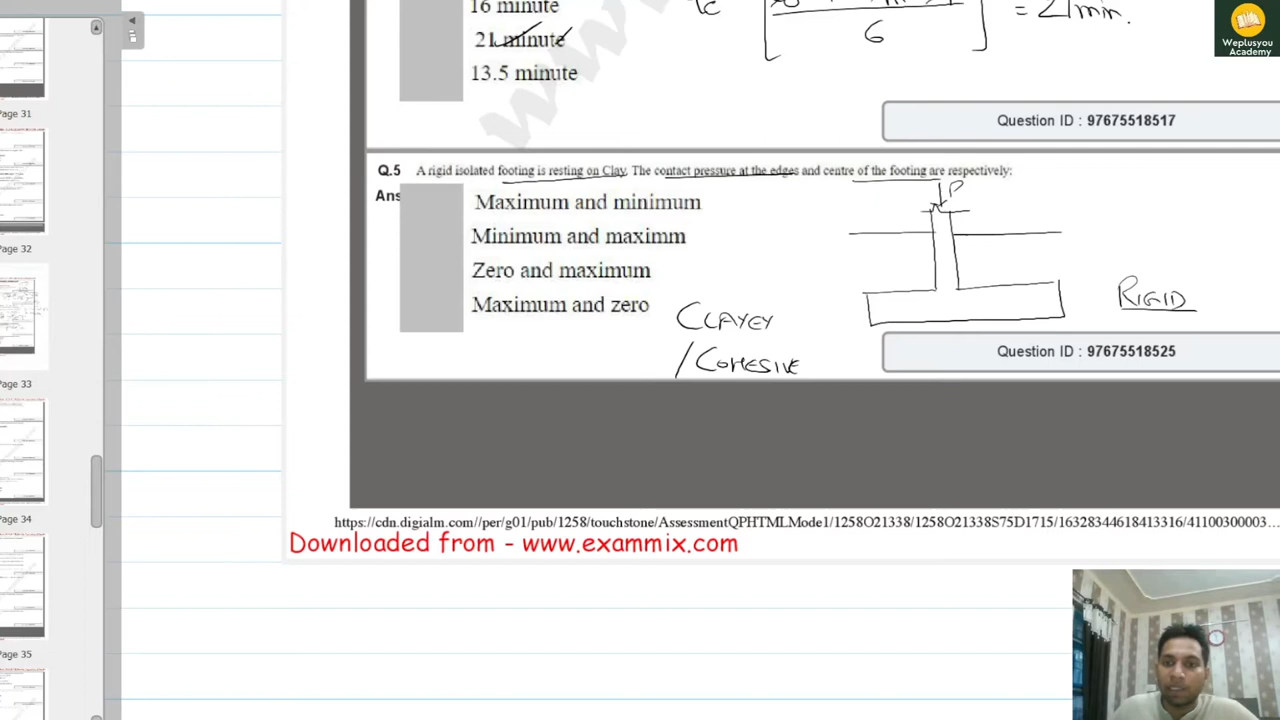 16 minute
= 21 min.
6
21 minute
13.5 minute
Weplusyou
Academy
Question ID : 97675518517
Q.5 A rigid isolated footing is resting on Clay. The contact pressure at the edges and centre of the footing are respectively:
Ans
Maximum and minimum
Minimum and maximm
Zero and maximum
Maximum and zero
P
RIGID
CLAYEY
/COHESIVE
Question ID : 97675518525
https://cdn.digialm.com//per/g01/pub/1258/touchstone/AssessmentQPHTMLMode1/1258O21338/1258O21338S75D1715/16328344618413316/41100300003...
Downloaded from - www.exammix.com
Page 31
Page 32
Page 33
Page 34
Page 35